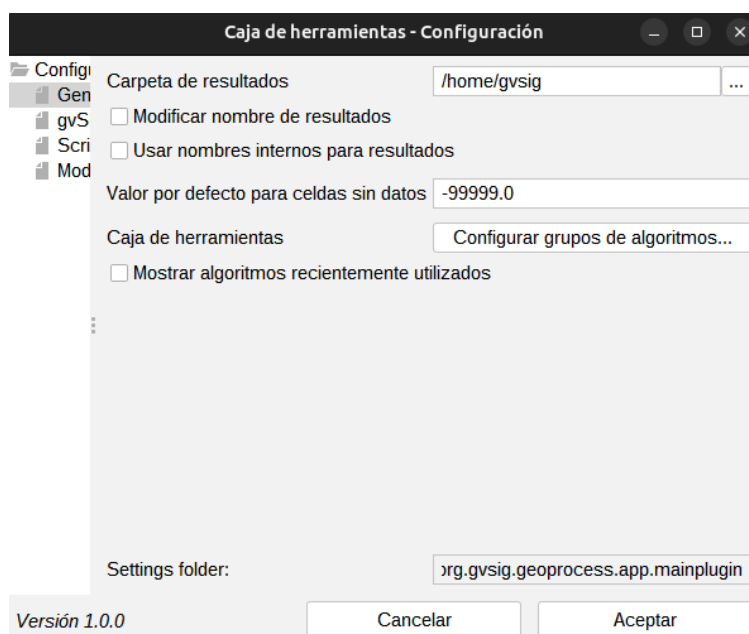 Caja de herramientas - Configuración
Configu
Gen
gvS
Scri
Mod
Carpeta de resultados
/home/gvsig
...
Modificar nombre de resultados
Usar nombres internos para resultados
Valor por defecto para celdas sin datos
-99999.0
Caja de herramientas
Configurar grupos de algoritmos...
Mostrar algoritmos recientemente utilizados
Settings folder:
org.gvsig.geoprocess.app.mainplugin
Versión 1.0.0
Cancelar
Aceptar